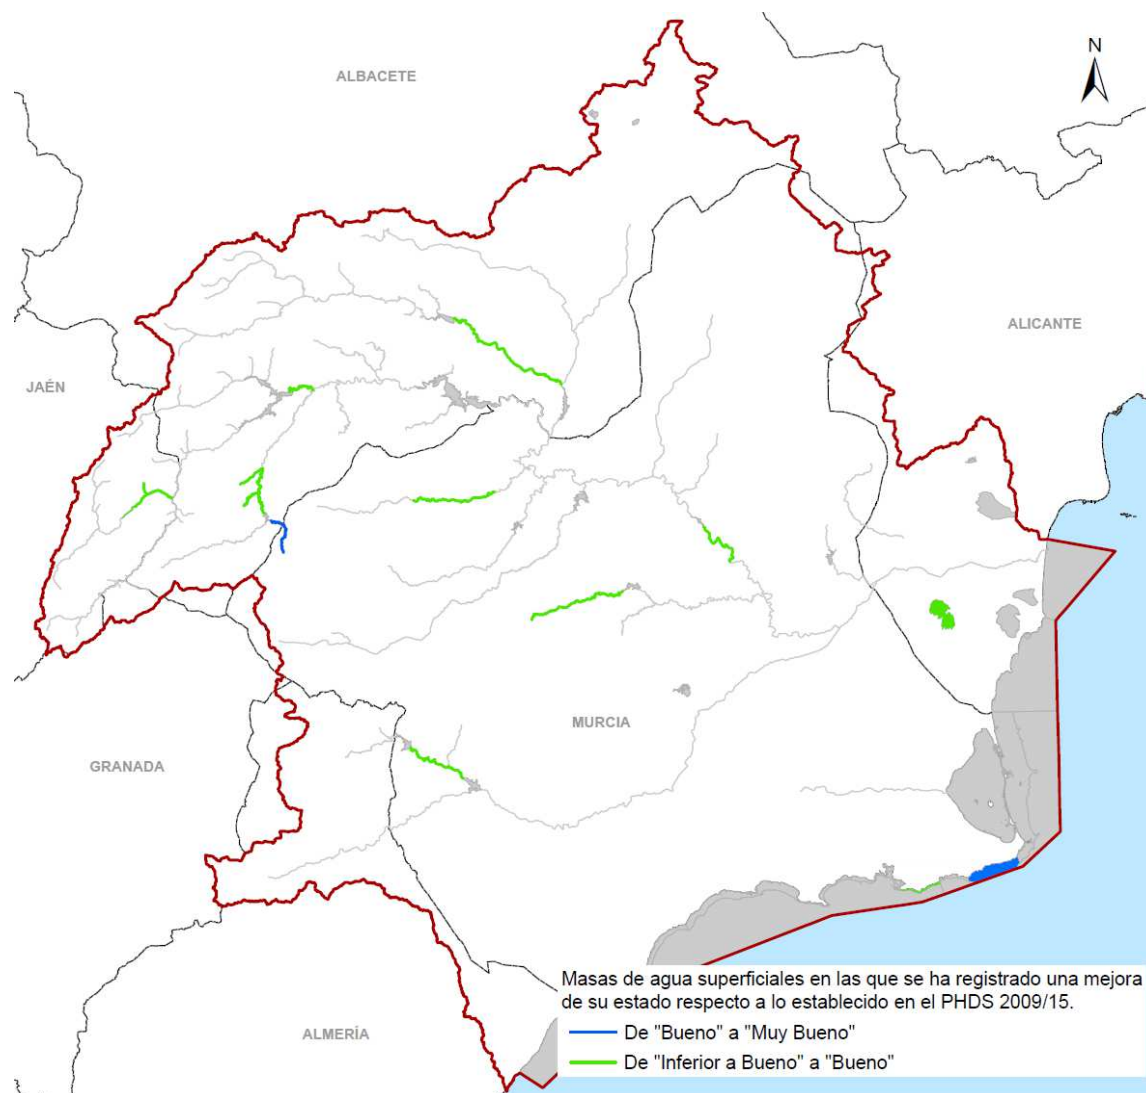 N
ALBACETE
ALICANTE
JAÉN
MURCIA
GRANADA
ALMERÍA
Masas de agua superficiales en las que se ha registrado una mejora
de su estado respecto a lo establecido en el PHDS 2009/15.
De "Bueno" a "Muy Bueno"
De "Inferior a Bueno" a "Bueno"